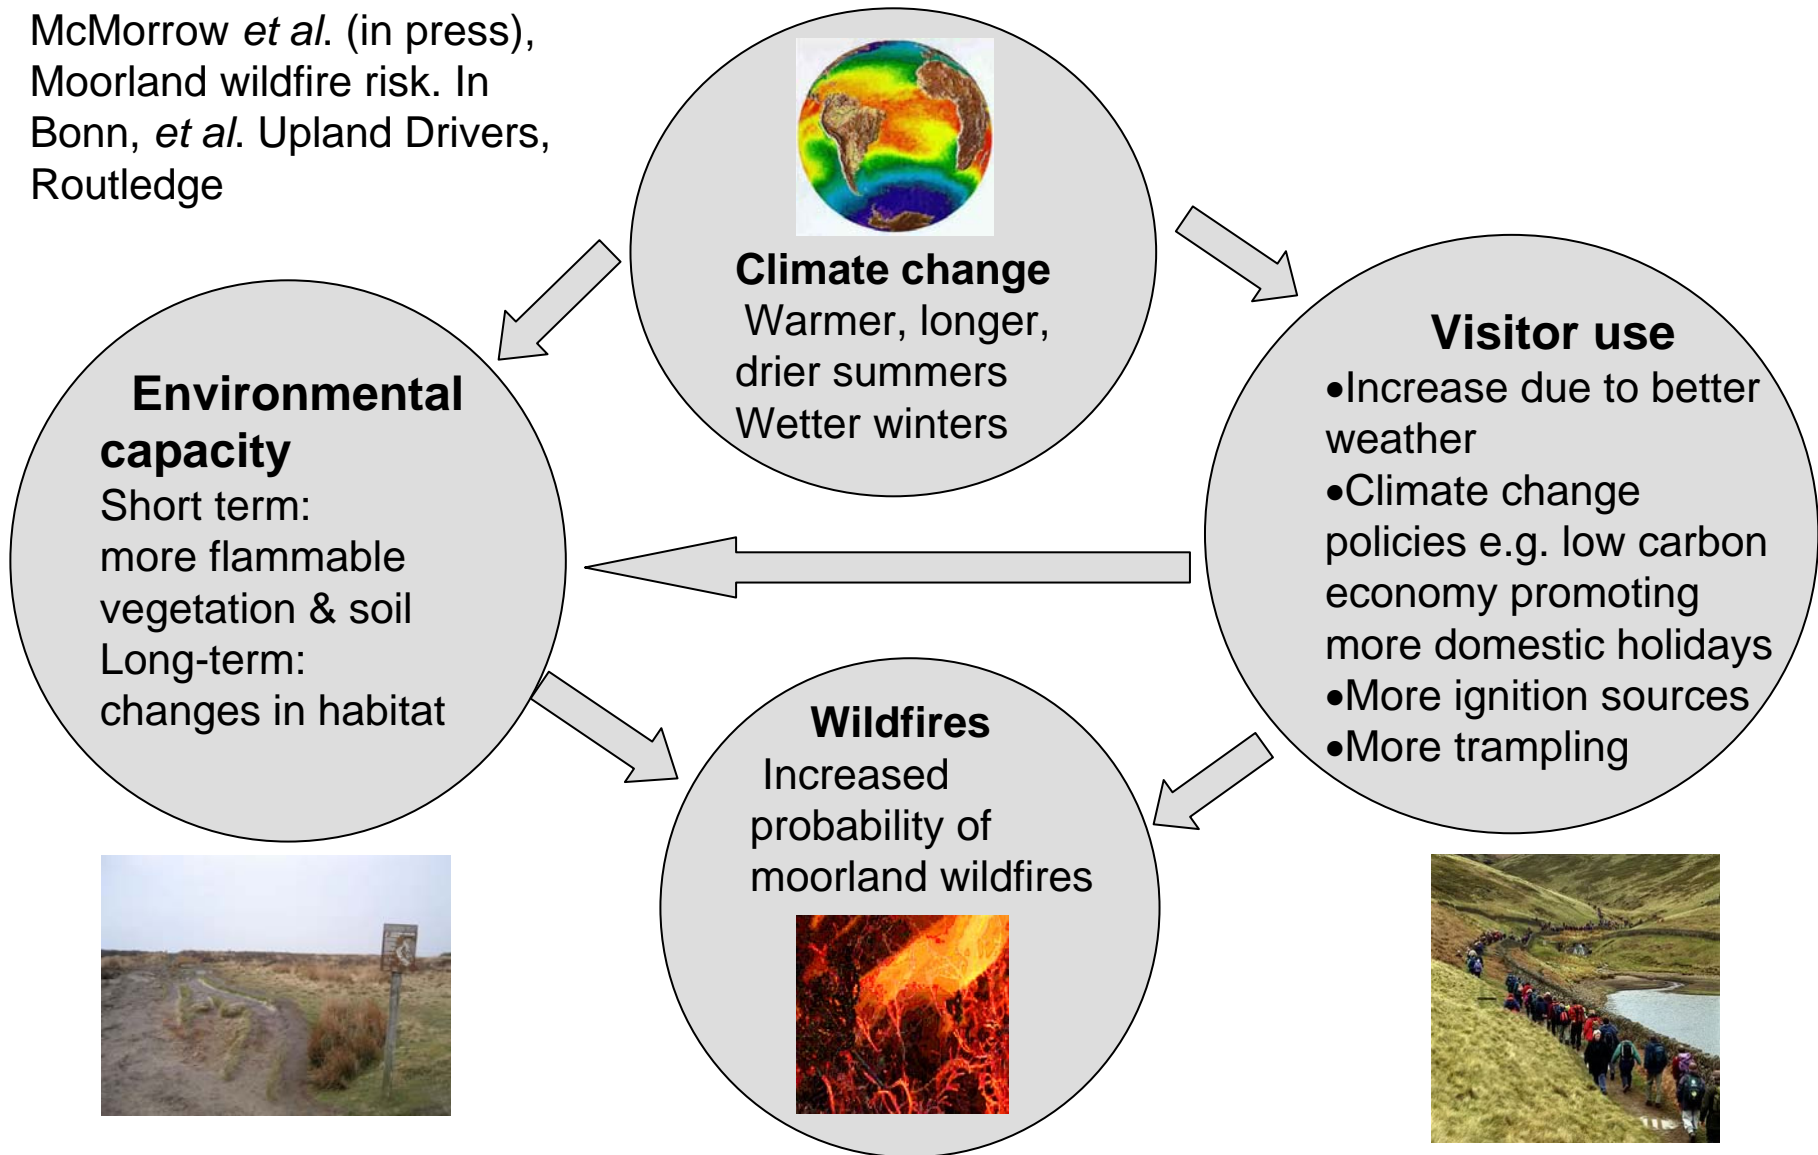 McMorrow et al. (in press),
Moorland wildfire risk. In
Bonn, et al. Upland Drivers,
Routledge
Climate change
Warmer, longer,
drier summers
Wetter winters
Environmental
capacity
Short term:
more flammable
vegetation & soil
Long-term:
changes in habitat
Visitor use
•Increase due to better
weather
•Climate change
policies e.g. low carbon
economy promoting
more domestic holidays
•More ignition sources
•More trampling
Wildfires
Increased
probability of
moorland wildfires